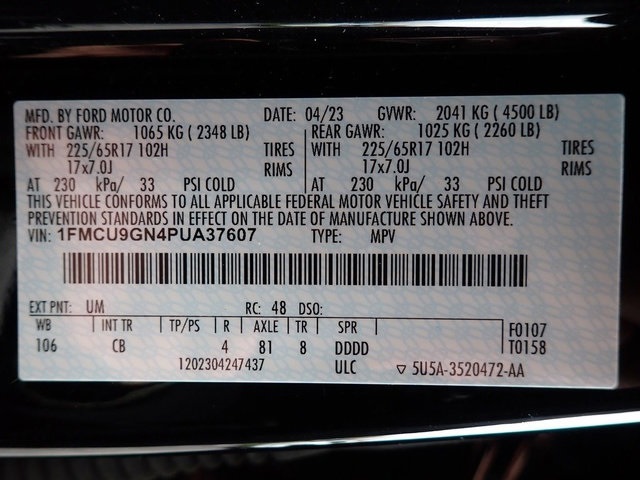 MFD. BY FORD MOTOR CO. DATE: 04/23 GVWR: 2041 KG ( 4500 LB)
FRONT GAWR: 1065 KG ( 2348 LB) REAR GAWR: 1025 KG ( 2260 LB)
WITH 225/65R17 102H TIRES WITH 225/65R17 102H TIRES
17x7.0J RIMS 17x7.0J RIMS
AT 230 kPa/ 33 PSI COLD AT 230 kPa/ 33 PSI COLD
THIS VEHICLE CONFORMS TO ALL APPLICABLE FEDERAL MOTOR VEHICLE SAFETY AND THEFT
PREVENTION STANDARDS IN EFFECT ON THE DATE OF MANUFACTURE SHOWN ABOVE.
VIN: 1FMCU9GN4PUA37607 TYPE: MPV
EXT PNT: UM RC: 48 DSO:
WB INT TR TP/PS R AXLE TR SPR F0107
106 CB 4 81 8 DDDD T0158
1202304247437 ULC ▽ 5U5A-3520472-AA